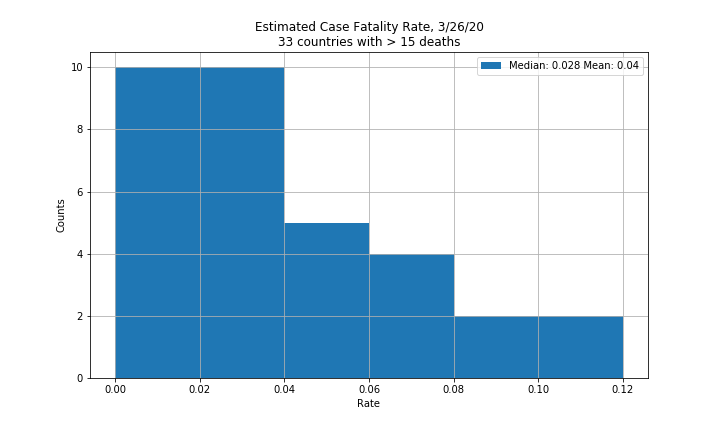 Estimated Case Fatality Rate, 3/26/20
33 countries with > 15 deaths
Median: 0.028 Mean: 0.04
10
8
6
4
2
0
Counts
0.00 0.02 0.04 0.06 0.08 0.10 0.12
Rate